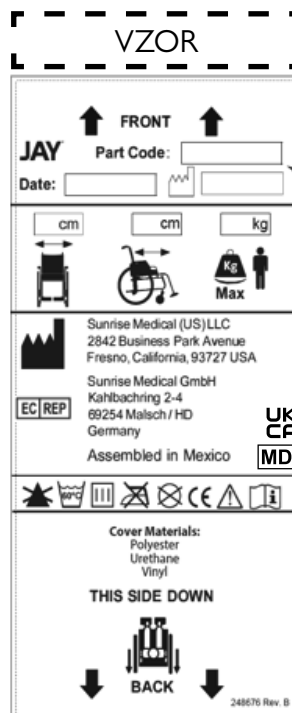 VZOR
FRONT
JAY
Part Code:
Date:
cm
cm
kg
Kg
Max
Sunrise Medical (US) LLC
2842 Business Park Avenue
Fresno, California, 93727 USA
Sunrise Medical GmbH
Kahlbachring 2-4
69254 Malsch / HD
Germany
EC REP
UK
CA
Assembled in Mexico
MD
60°C
CE
i
Cover Materials:
Polyester
Urethane
Vinyl
THIS SIDE DOWN
BACK
248676 Rev. B